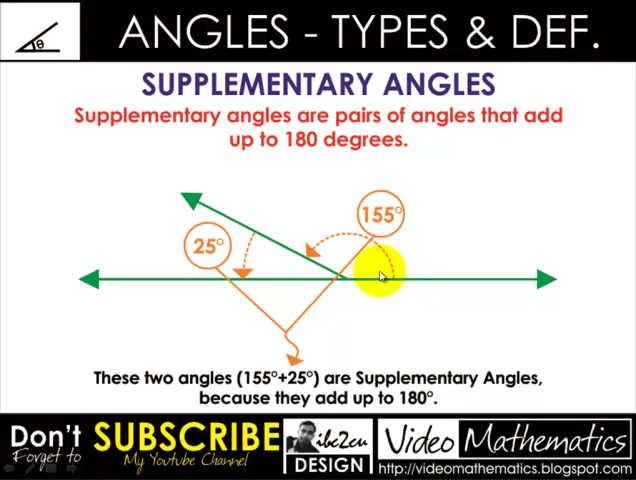 θ
ANGLES - TYPES & DEF.
SUPPLEMENTARY ANGLES
Supplementary angles are pairs of angles that add
up to 180 degrees.
155°
25°
These two angles (155°+25°) are Supplementary Angles,
because they add up to 180°.
Don't
Forget to
SUBSCRIBE
My Youtube Channel
ibc2cu
DESIGN
Video Mathematics
http://videomathematics.blogspot.com